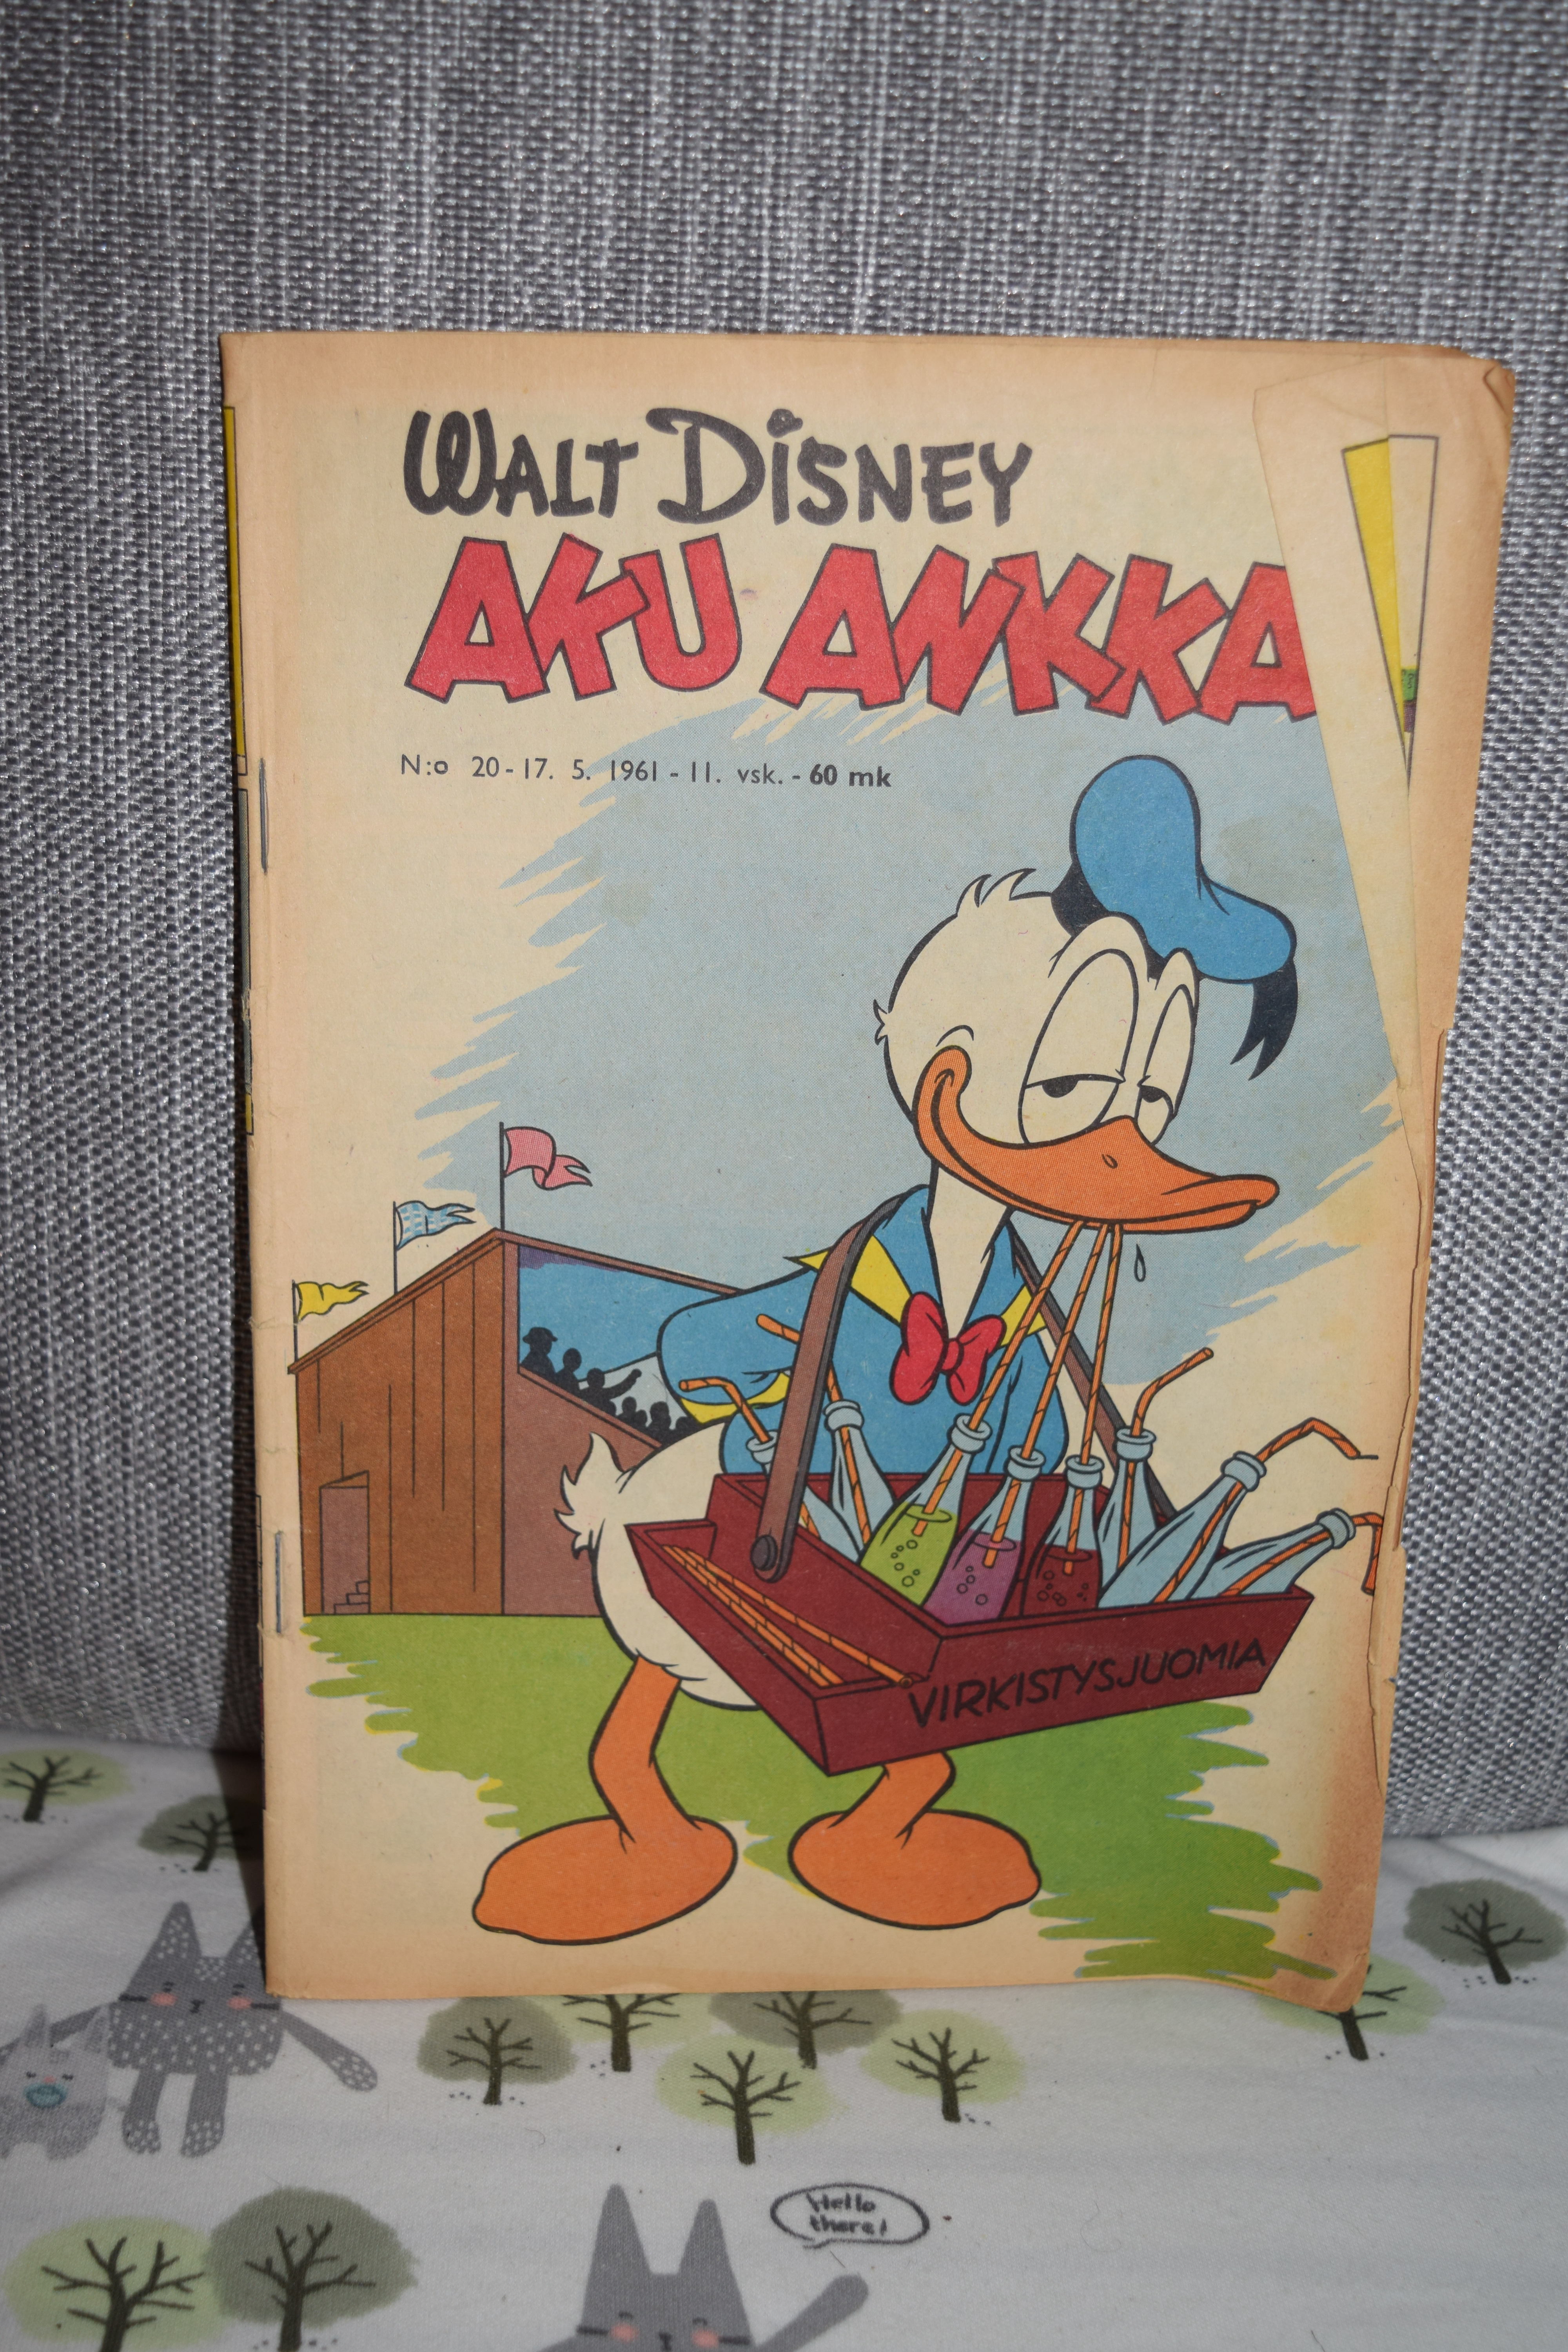 WALT DISNEY
AKU ANKKA
N:o 20 - 17. 5. 1961 - 11. vsk. - 60 mk
VIRKISTYSJUOMIA
Hello
there!